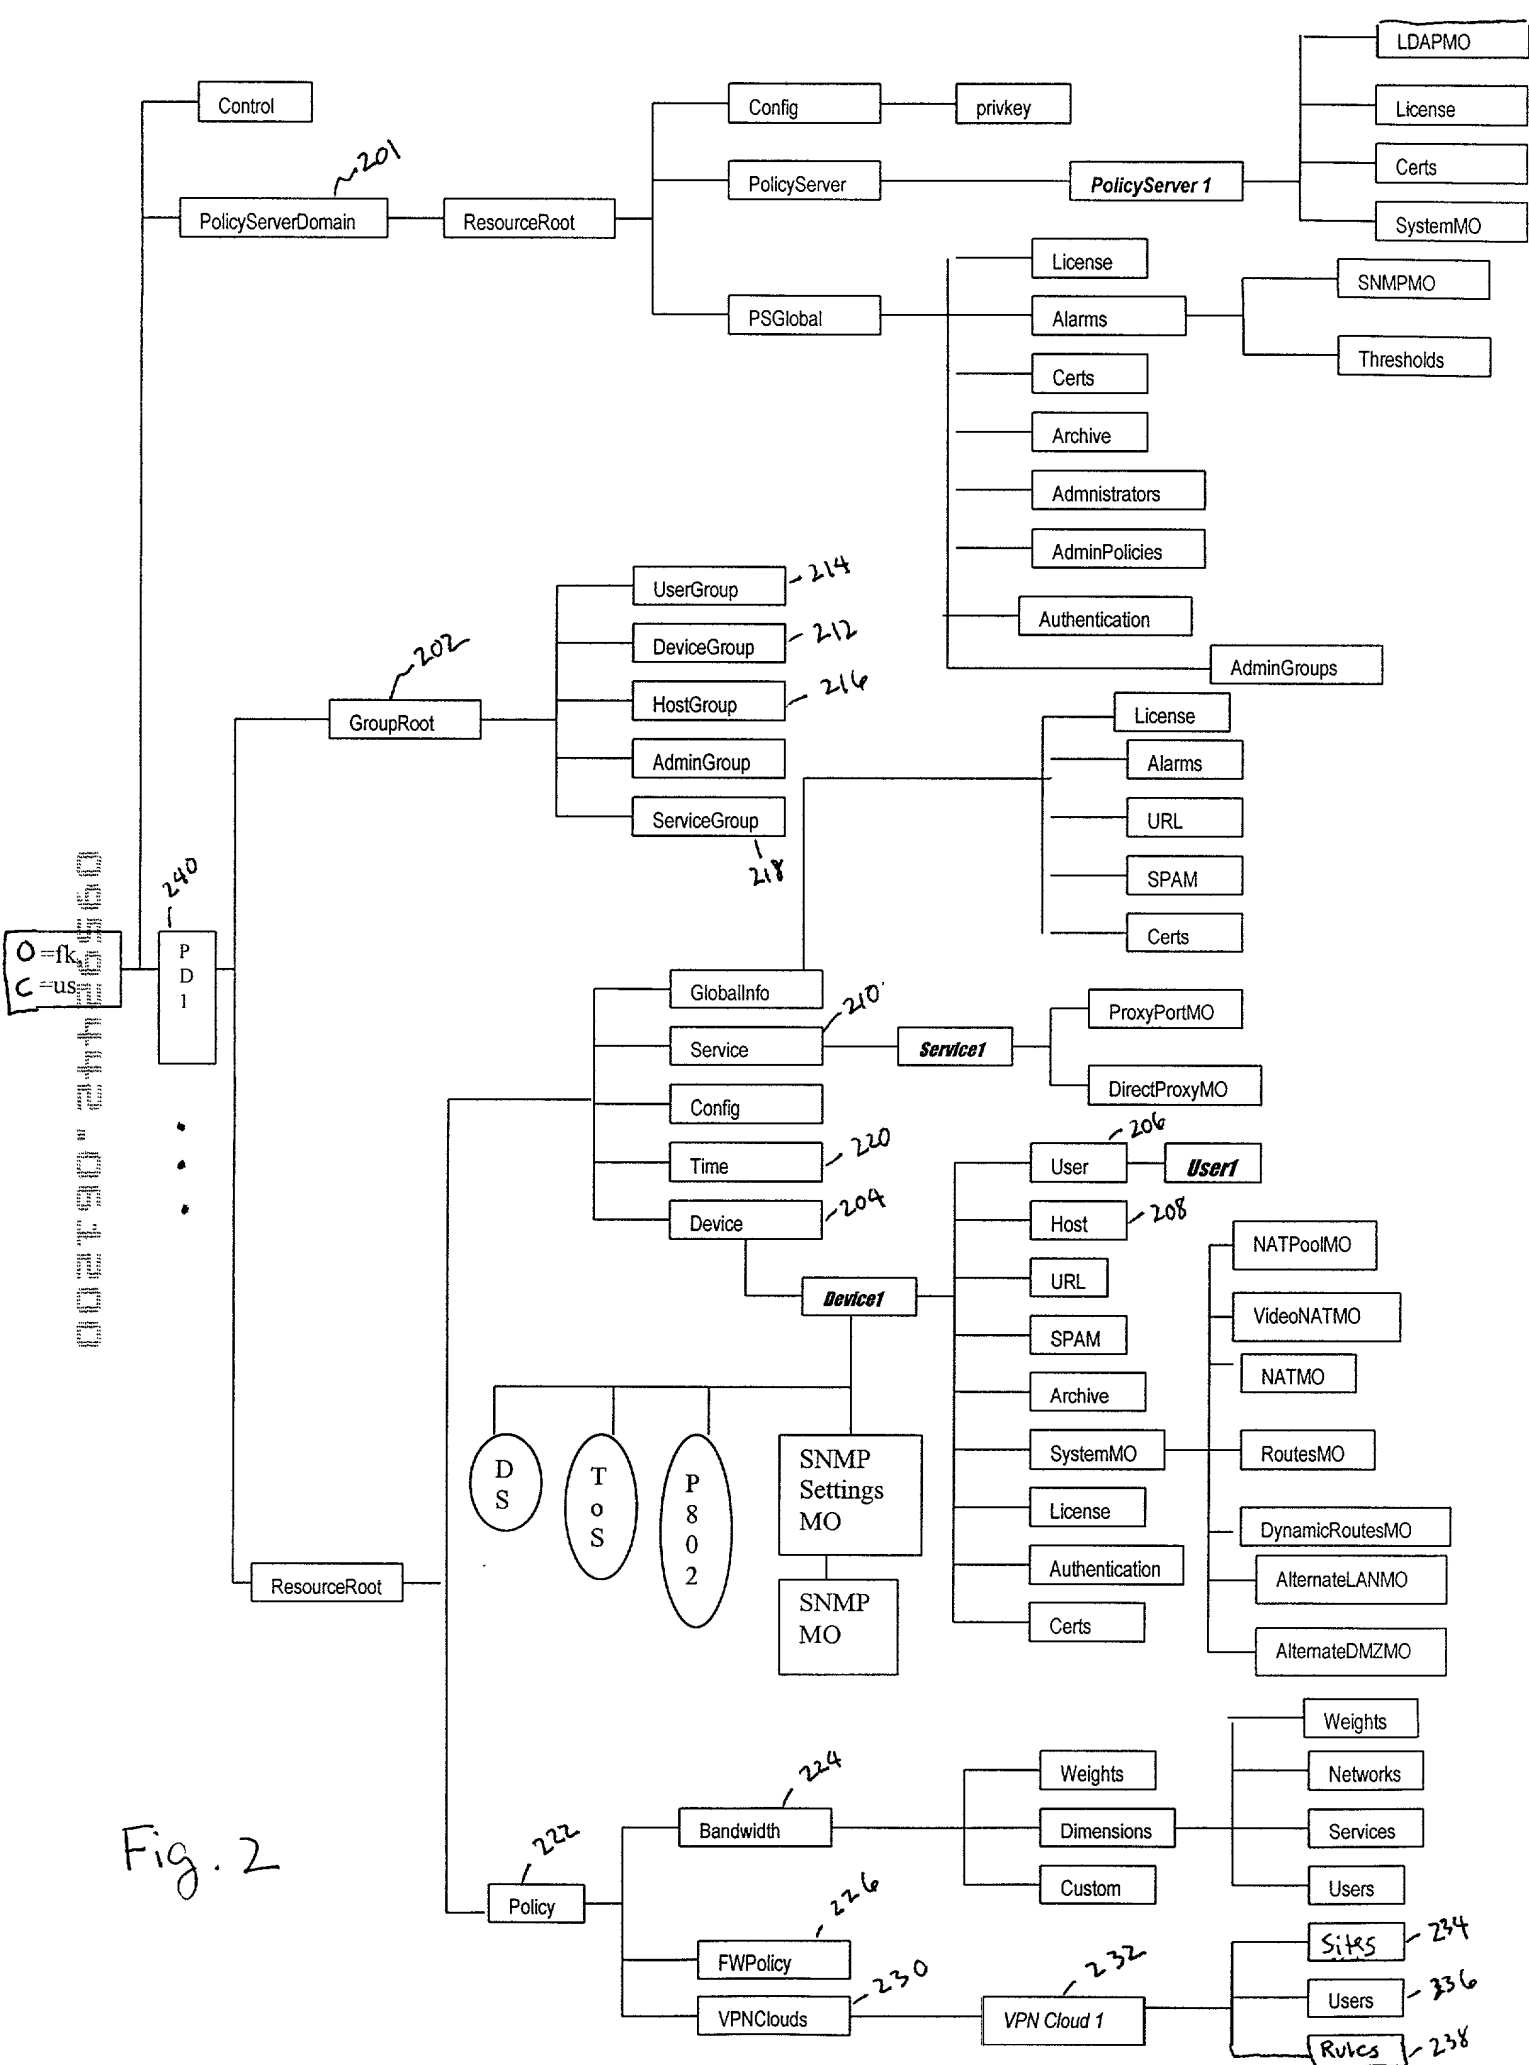 LDAPMO
Control
Config
privkey
License
201
PolicyServerDomain
ResourceRoot
PolicyServer
PolicyServer 1
Certs
SystemMO
PSGlobal
License
SNMPMO
Alarms
Thresholds
Certs
Archive
Admnistrators
AdminPolicies
Authentication
AdminGroups
UserGroup
214
DeviceGroup
212
202
HostGroup
216
GroupRoot
AdminGroup
ServiceGroup
218
License
Alarms
URL
SPAM
Certs
240
O=fk,
C=us
P
D
1
09592442.061200
GlobalInfo
210
Service
Service1
ProxyPortMO
DirectProxyMO
Config
Time
220
Device
204
206
User
User1
Host
208
URL
SPAM
Archive
SystemMO
License
Authentication
Certs
NATPoolMO
VideoNATMO
NATMO
RoutesMO
DynamicRoutesMO
AlternateLANMO
AlternateDMZMO
Device1
D
S
T
o
S
P
8
0
2
SNMP
Settings
MO
SNMP
MO
ResourceRoot
Weights
224
Weights
Networks
Bandwidth
Dimensions
Services
Custom
Users
Fig. 2
222
Policy
226
FWPolicy
230
VPNClouds
232
VPN Cloud 1
Sites
234
Users
236
Rules
238